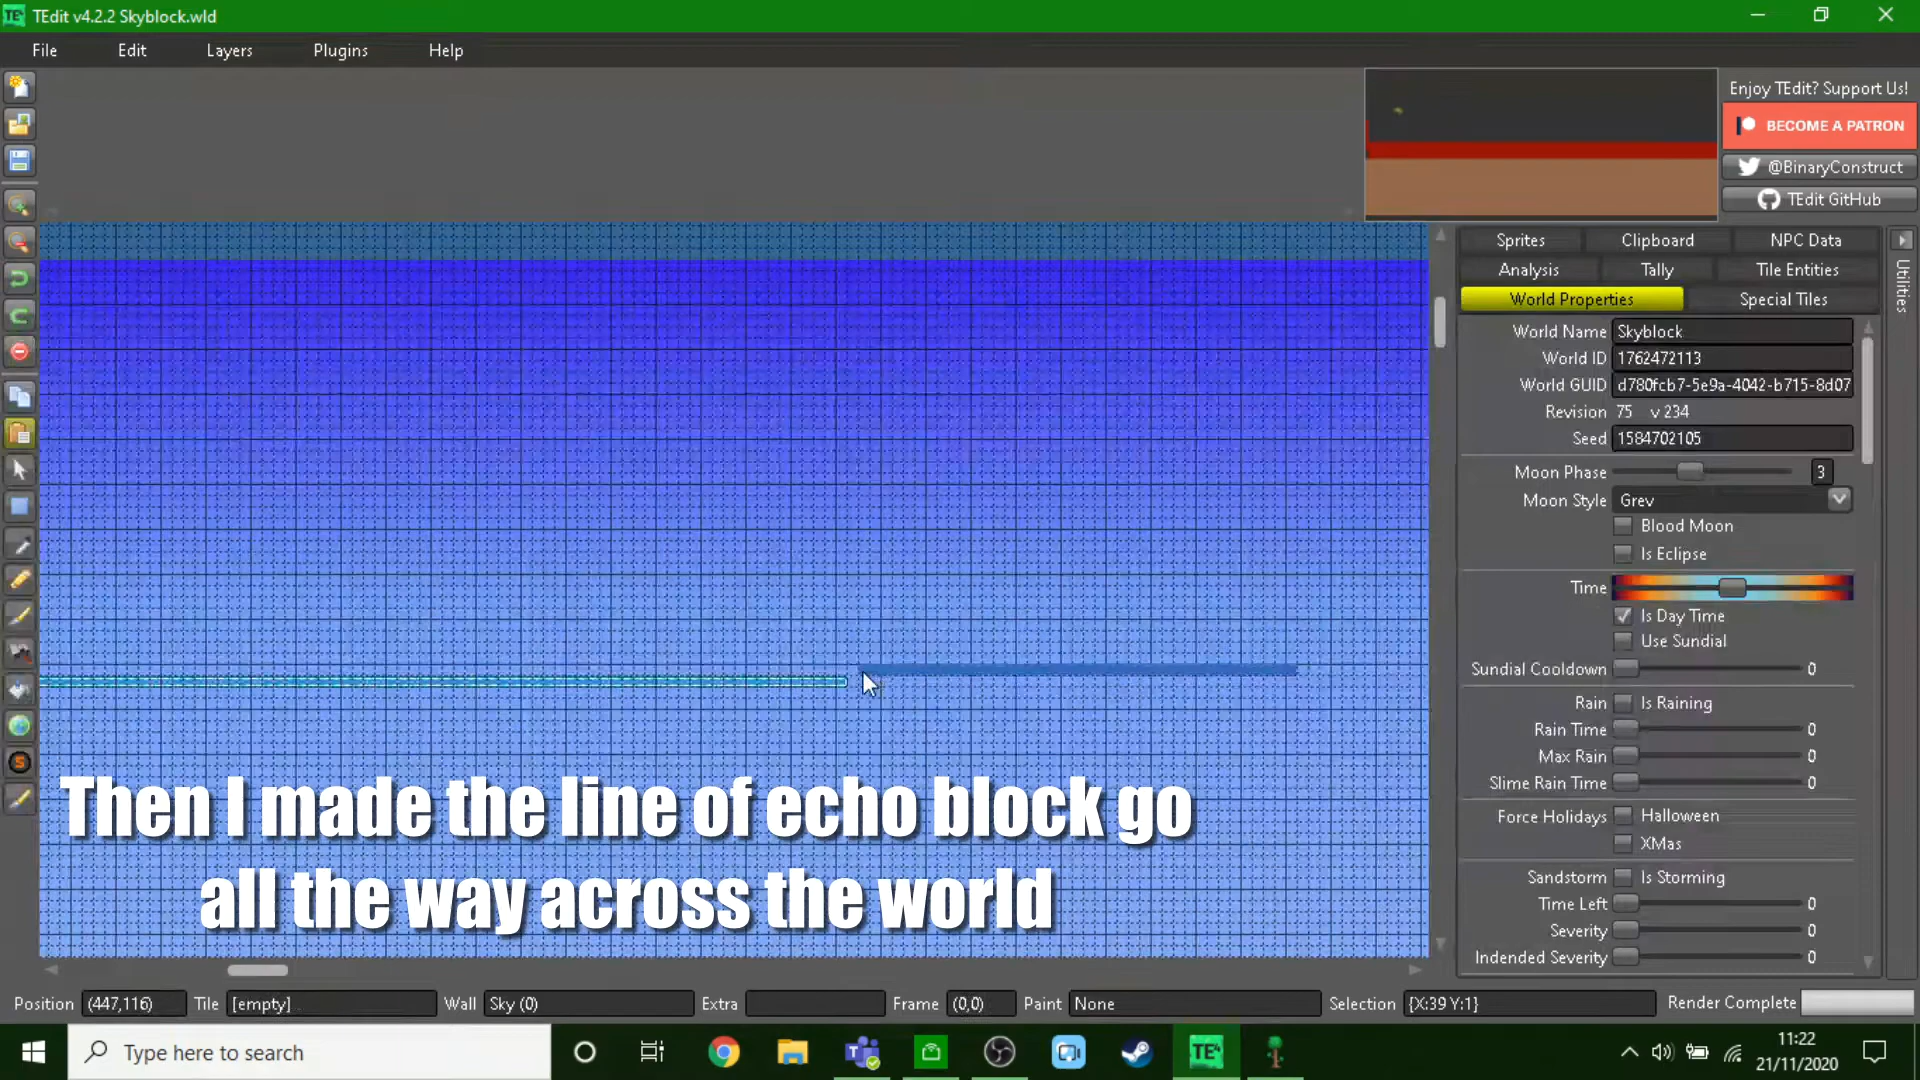 TE TEdit v4.2.2 Skyblock.wld
File Edit Layers Plugins Help
Enjoy TEdit? Support Us!
BECOME A PATRON
@BinaryConstruct
TEdit GitHub
Sprites Clipboard NPC Data
Analysis Tally Tile Entities
World Properties Special Tiles
Utilities
World Name Skyblock
World ID 1762472113
World GUID d780fcb7-5e9a-4042-b715-8d07
Revision 75 v 234
Seed 1584702105
Moon Phase 3
Moon Style Grey
Blood Moon
Is Eclipse
Time
Is Day Time
Use Sundial
Sundial Cooldown 0
Rain Is Raining
Rain Time 0
Max Rain 0
Slime Rain Time 0
Force Holidays Halloween
XMas
Sandstorm Is Storming
Time Left 0
Severity 0
Indended Severity 0
Then I made the line of echo block go
all the way across the world
Position (447,116) Tile [empty] Wall Sky (0) Extra Frame (0,0) Paint None Selection {X:39 Y:1} Render Complete
Type here to search
TE
11:22
21/11/2020